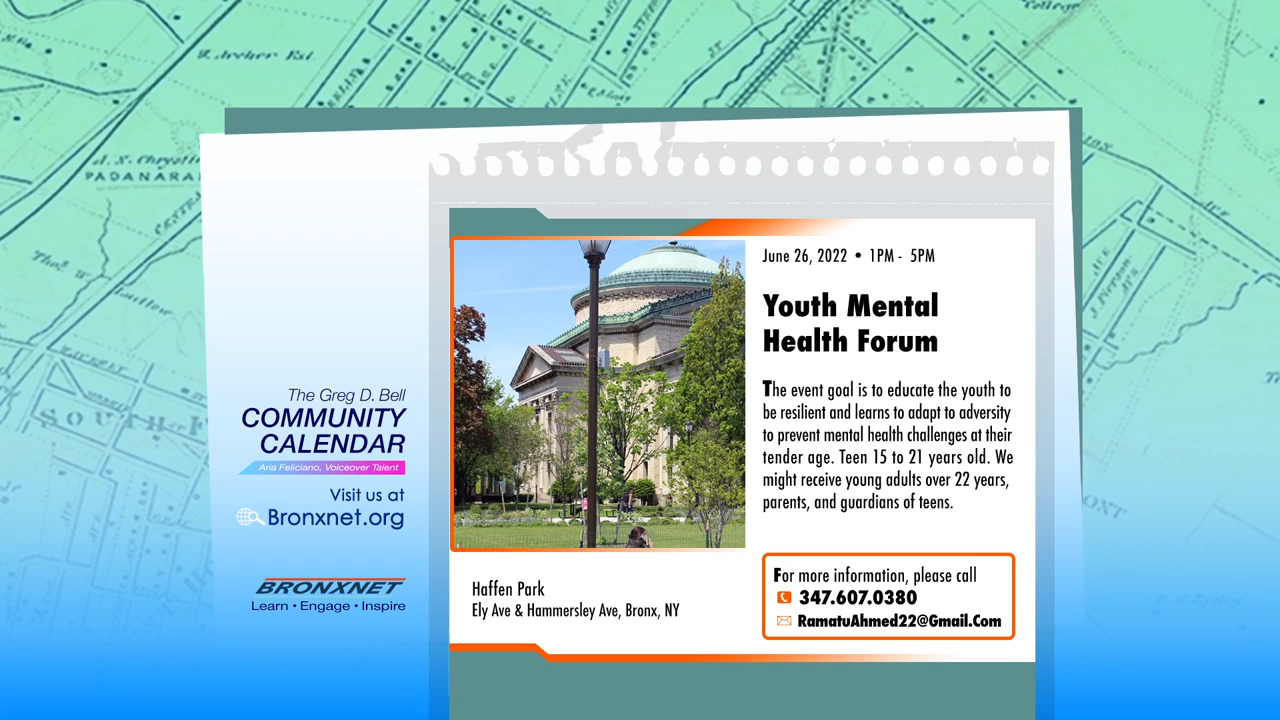 The Greg D. Bell
COMMUNITY
CALENDAR
Aria Feliciano, Voiceover Talent
Visit us at
Bronxnet.org
BRONXNET
Learn • Engage • Inspire
June 26, 2022 • 1PM - 5PM
Youth Mental
Health Forum
The event goal is to educate the youth to
be resilient and learns to adapt to adversity
to prevent mental health challenges at their
tender age. Teen 15 to 21 years old. We
might receive young adults over 22 years,
parents, and guardians of teens.
Haffen Park
Ely Ave & Hammersley Ave, Bronx, NY
For more information, please call
347.607.0380
RamatuAhmed22@Gmail.Com
College
W. Archer Est.
PADANARA